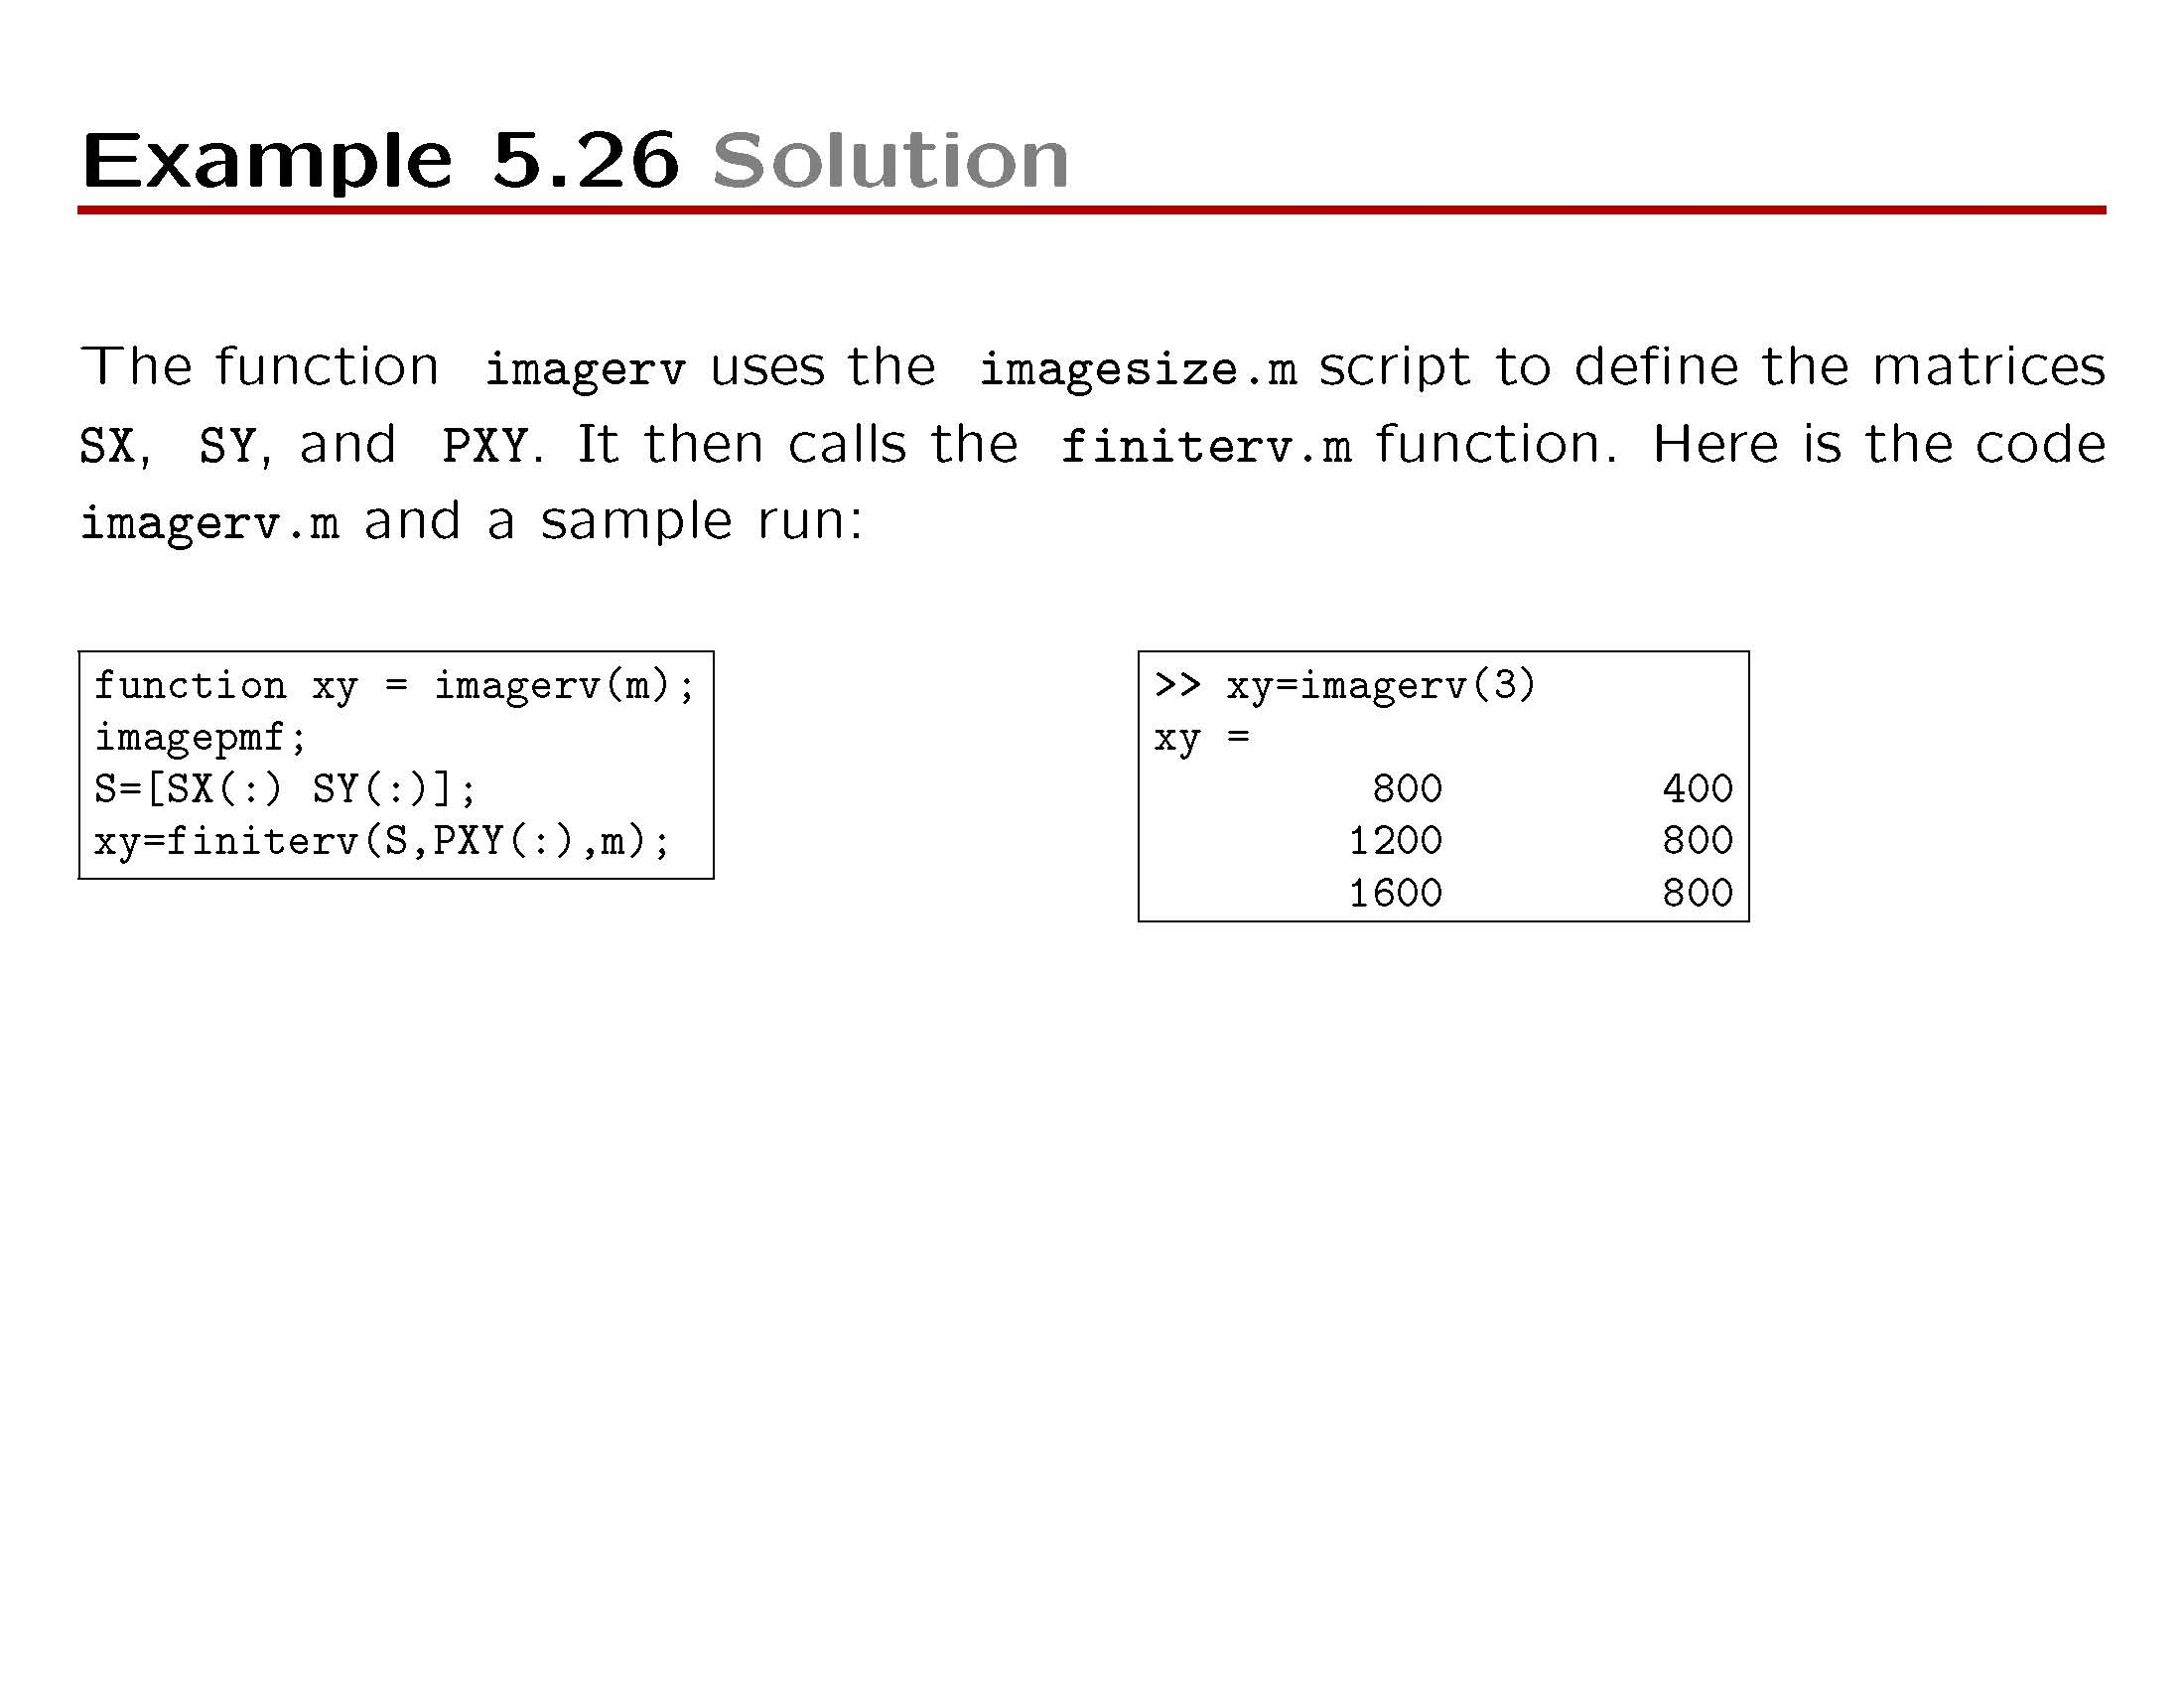 Example 5.26 Solution
The function imagerv uses the imagesize.m script to define the matrices
SX, SY, and PXY. It then calls the finiterv.m function. Here is the code
imagerv.m and a sample run:
function xy = imagerv(m);
imagepmf;
S=[SX(:) SY(:)];
xy=finiterv(S,PXY(:),m);
>> xy=imagerv(3)
xy =
800 400
1200 800
1600 800